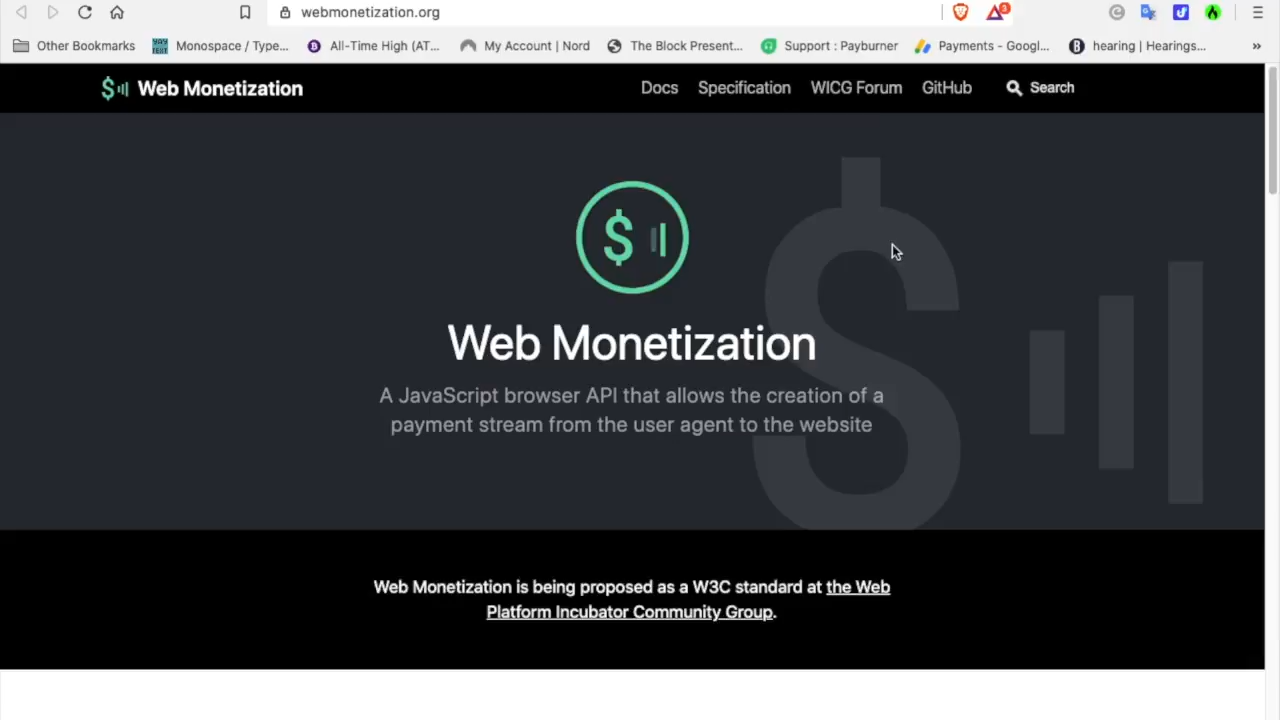 webmonetization.org
3
Other Bookmarks
Monospace / Type...
All-Time High (AT...
My Account | Nord
The Block Present...
Support : Payburner
Payments - Googl...
hearing | Hearings...
»
$ Web Monetization
Docs
Specification
WICG Forum
GitHub
Search
$
Web Monetization
A JavaScript browser API that allows the creation of a
payment stream from the user agent to the website
Web Monetization is being proposed as a W3C standard at the Web
Platform Incubator Community Group.